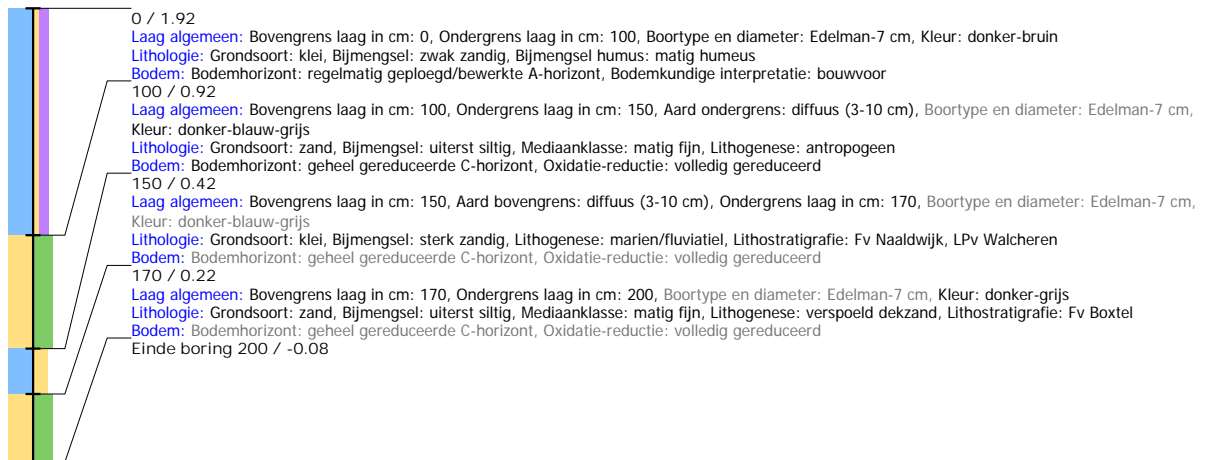 0 / 1.92
Laag algemeen: Bovengrens laag in cm: 0, Ondergrens laag in cm: 100, Boortype en diameter: Edelman-7 cm, Kleur: donker-bruin
Lithologie: Grondsoort: klei, Bijmengsel: zwak zandig, Bijmengsel humus: matig humeus
Bodem: Bodemhorizont: regelmatig geploegd/bewerkte A-horizont, Bodemkundige interpretatie: bouwvoor
100 / 0.92
Laag algemeen: Bovengrens laag in cm: 100, Ondergrens laag in cm: 150, Aard ondergrens: diffuus (3-10 cm), Boortype en diameter: Edelman-7 cm,
Kleur: donker-blauw-grijs
Lithologie: Grondsoort: zand, Bijmengsel: uiterst siltig, Mediaanklasse: matig fijn, Lithogenese: antropogeen
Bodem: Bodemhorizont: geheel gereduceerde C-horizont, Oxidatie-reductie: volledig gereduceerd
150 / 0.42
Laag algemeen: Bovengrens laag in cm: 150, Aard bovengrens: diffuus (3-10 cm), Ondergrens laag in cm: 170, Boortype en diameter: Edelman-7 cm,
Kleur: donker-blauw-grijs
Lithologie: Grondsoort: klei, Bijmengsel: sterk zandig, Lithogenese: marien/fluviatiel, Lithostratigrafie: Fv Naaldwijk, LPv Walcheren
Bodem: Bodemhorizont: geheel gereduceerde C-horizont, Oxidatie-reductie: volledig gereduceerd
170 / 0.22
Laag algemeen: Bovengrens laag in cm: 170, Ondergrens laag in cm: 200, Boortype en diameter: Edelman-7 cm, Kleur: donker-grijs
Lithologie: Grondsoort: zand, Bijmengsel: uiterst siltig, Mediaanklasse: matig fijn, Lithogenese: verspoeld dekzand, Lithostratigrafie: Fv Boxtel
Bodem: Bodemhorizont: geheel gereduceerde C-horizont, Oxidatie-reductie: volledig gereduceerd
Einde boring 200 / -0.08